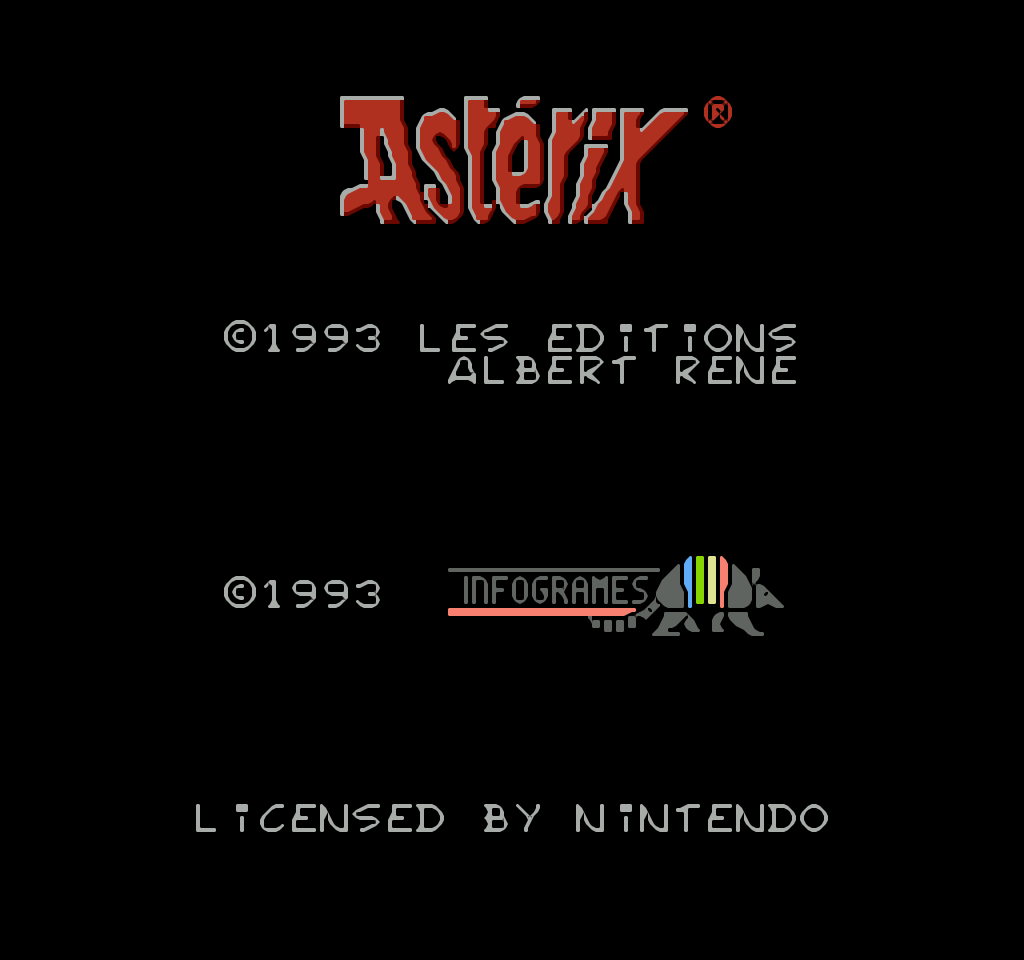 Astérix ®
©1993 LES EDiTiONS
ALBERT RENE
©1993 INFOGRAMES
LiCENSED BY NiNTENDO